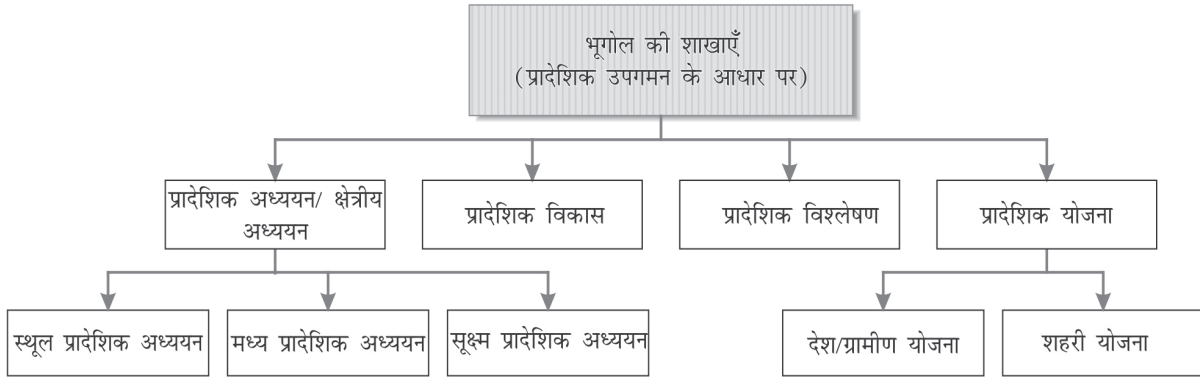 भूगोल की शाखाएँ
(प्रादेशिक उपगमन के आधार पर)
प्रादेशिक अध्ययन/ क्षेत्रीय
अध्ययन
प्रादेशिक विकास
प्रादेशिक विश्लेषण
प्रादेशिक योजना
स्थूल प्रादेशिक अध्ययन
मध्य प्रादेशिक अध्ययन
सूक्ष्म प्रादेशिक अध्ययन
देश/ग्रामीण योजना
शहरी योजना